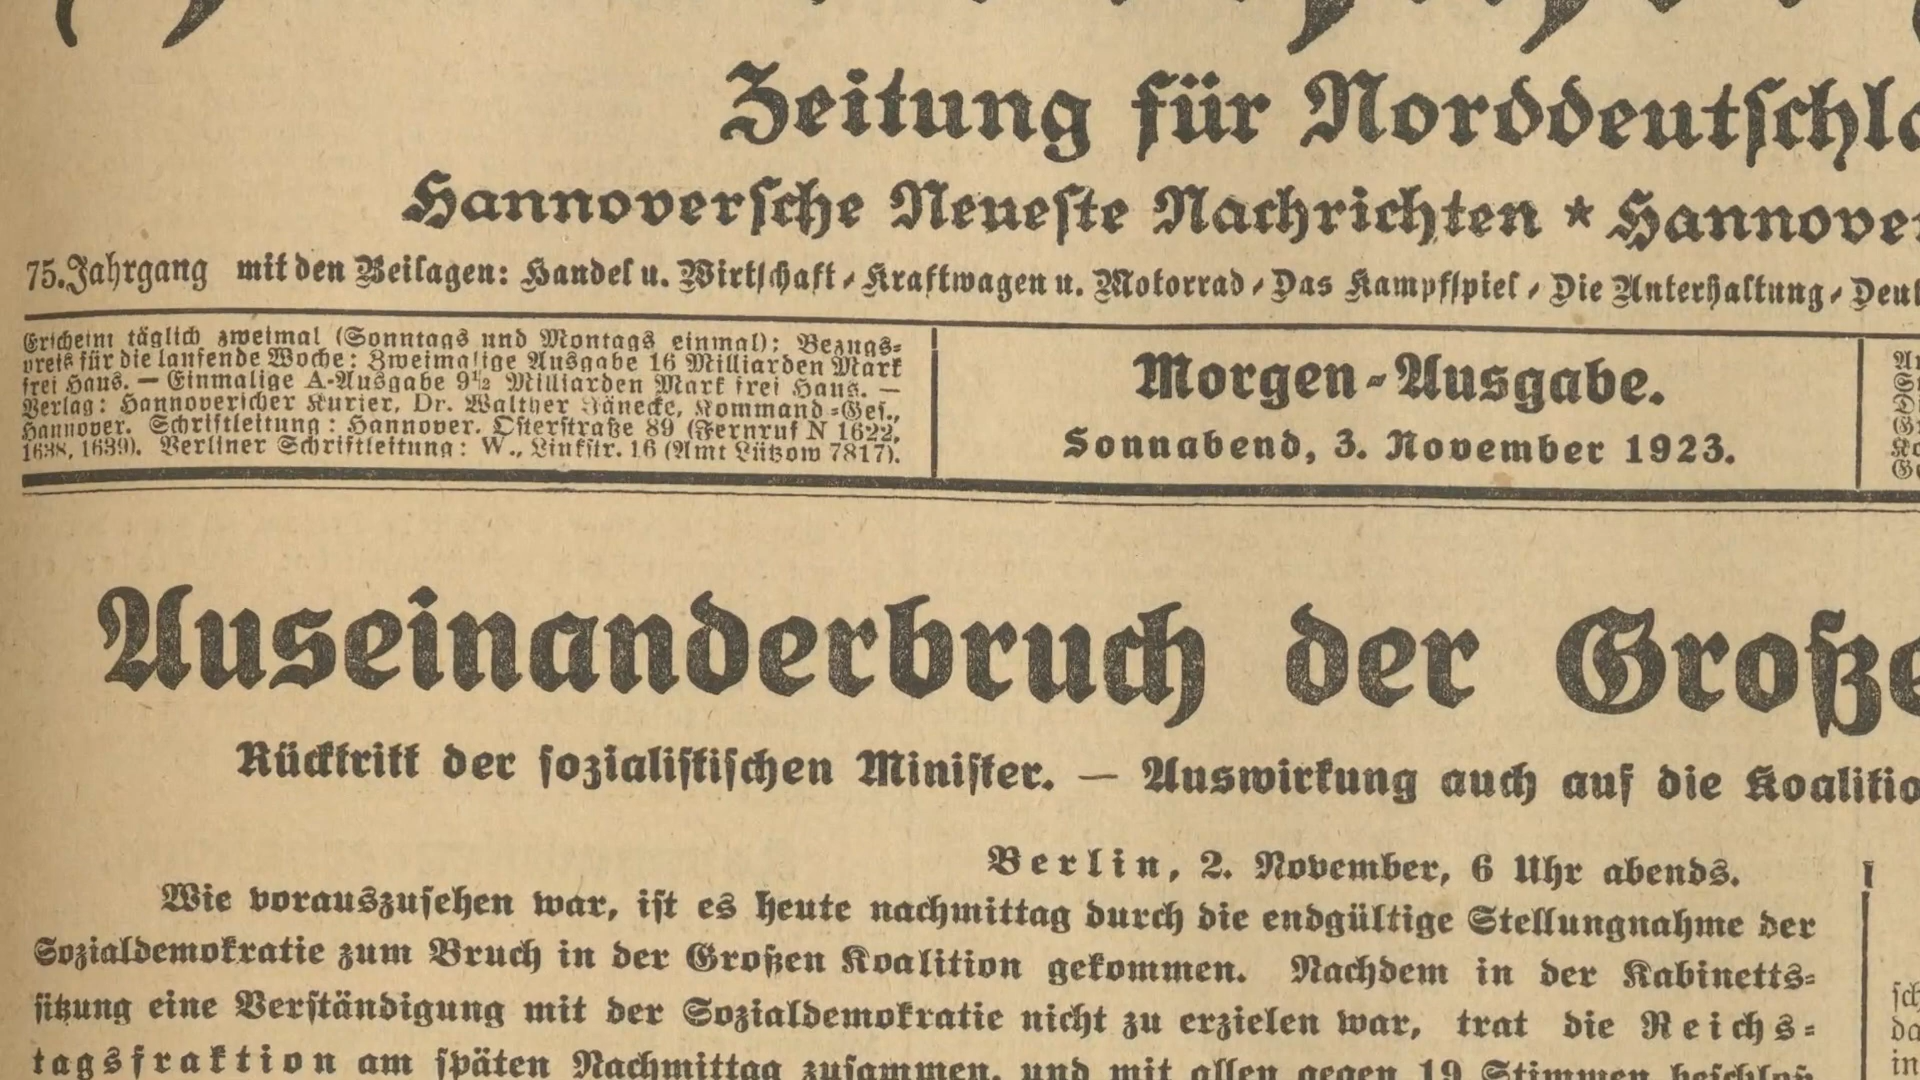 Zeitung für Norddeutschla
Hannoversche Neueste Nachrichten * Hannover
75. Jahrgang mit den Beilagen: Handel u. Wirtschaft, Kraftwagen u. Motorrad, Das Kampfspiel, Die Unterhaltung, Deut
Erscheint täglich zweimal (Sonntags und Montags einmal): Bezugs-
preis für die laufende Woche: Zweimalige Ausgabe 16 Milliarden Mark
frei Haus. — Einmalige A-Ausgabe 9½ Milliarden Mark frei Haus. —
Verlag: Hannoverscher Kurier, Dr. Walther Jänecke, Kommand.-Ges.,
Hannover. Schriftleitung: Hannover, Osterstraße 89 (Fernruf N 1622,
1638, 1639). Berliner Schriftleitung: W., Linkstr. 16 (Amt Lützow 7817).
Morgen-Ausgabe.
Sonnabend, 3. November 1923.
Auseinanderbruch der Große
Rücktritt der sozialistischen Minister. — Auswirkung auch auf die Koalitio
Berlin, 2. November, 6 Uhr abends.
Wie vorauszusehen war, ist es heute nachmittag durch die endgültige Stellungnahme der
Sozialdemokratie zum Bruch in der Großen Koalition gekommen. Nachdem in der Kabinetts-
sitzung eine Verständigung mit der Sozialdemokratie nicht zu erzielen war, trat die Reichs-
tagsfraktion am späten Nachmittag zusammen, und mit allen gegen 19 Stimmen beschloß